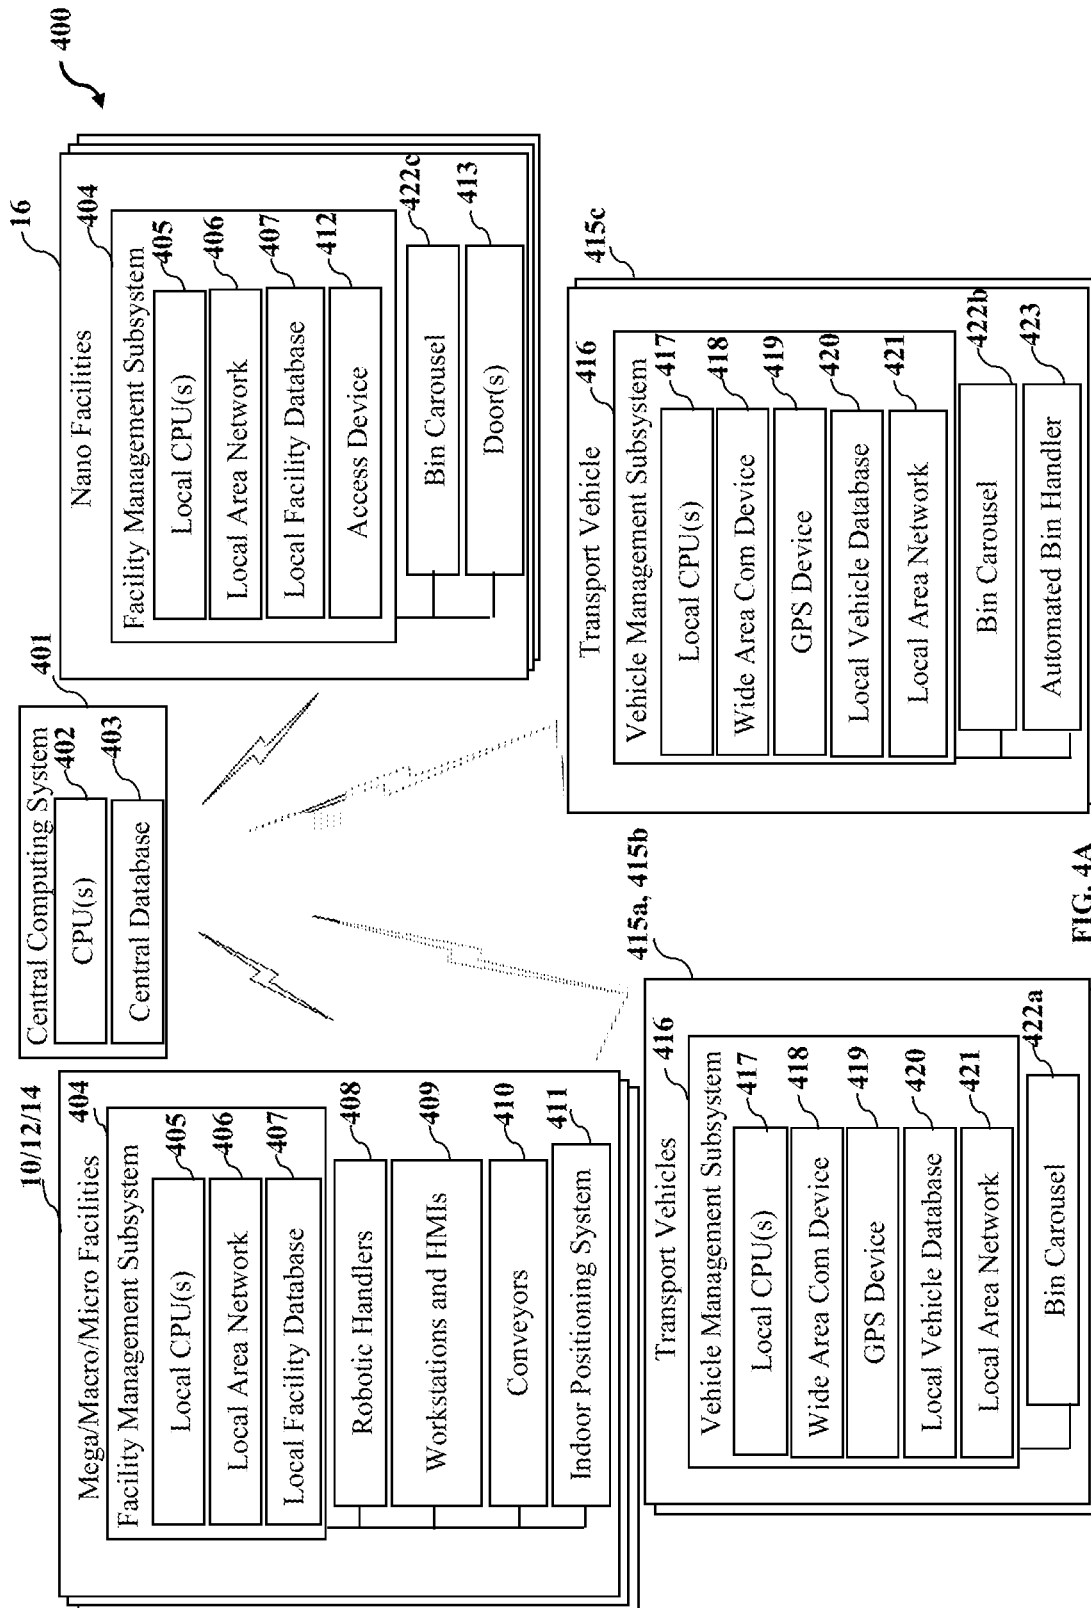 400
Central Computing System
401
CPU(s)
402
Central Database
403
10/12/14
Mega/Macro/Micro Facilities
404
Facility Management Subsystem
405
Local CPU(s)
406
Local Area Network
407
Local Facility Database
408
Robotic Handlers
409
Workstations and HMIs
410
Conveyors
411
Indoor Positioning System
16
Nano Facilities
404
Facility Management Subsystem
405
Local CPU(s)
406
Local Area Network
407
Local Facility Database
412
Access Device
422c
Bin Carousel
413
Door(s)
415a, 415b
Transport Vehicles
416
Vehicle Management Subsystem
417
Local CPU(s)
418
Wide Area Com Device
419
GPS Device
420
Local Vehicle Database
421
Local Area Network
422a
Bin Carousel
415c
Transport Vehicle
416
Vehicle Management Subsystem
417
Local CPU(s)
418
Wide Area Com Device
419
GPS Device
420
Local Vehicle Database
421
Local Area Network
422b
Bin Carousel
423
Automated Bin Handler
FIG. 4A